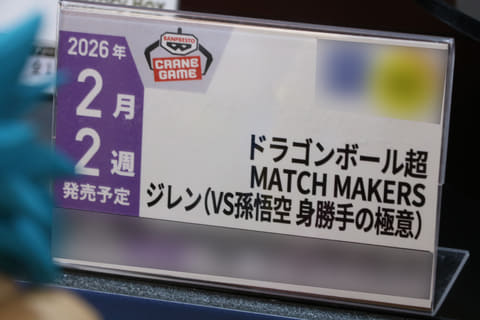 2026年
2月
2週
発売予定
BANPRESTO
CRANE
GAME
ドラゴンボール超
MATCH MAKERS
ジレン(VS孫悟空 身勝手の極意)